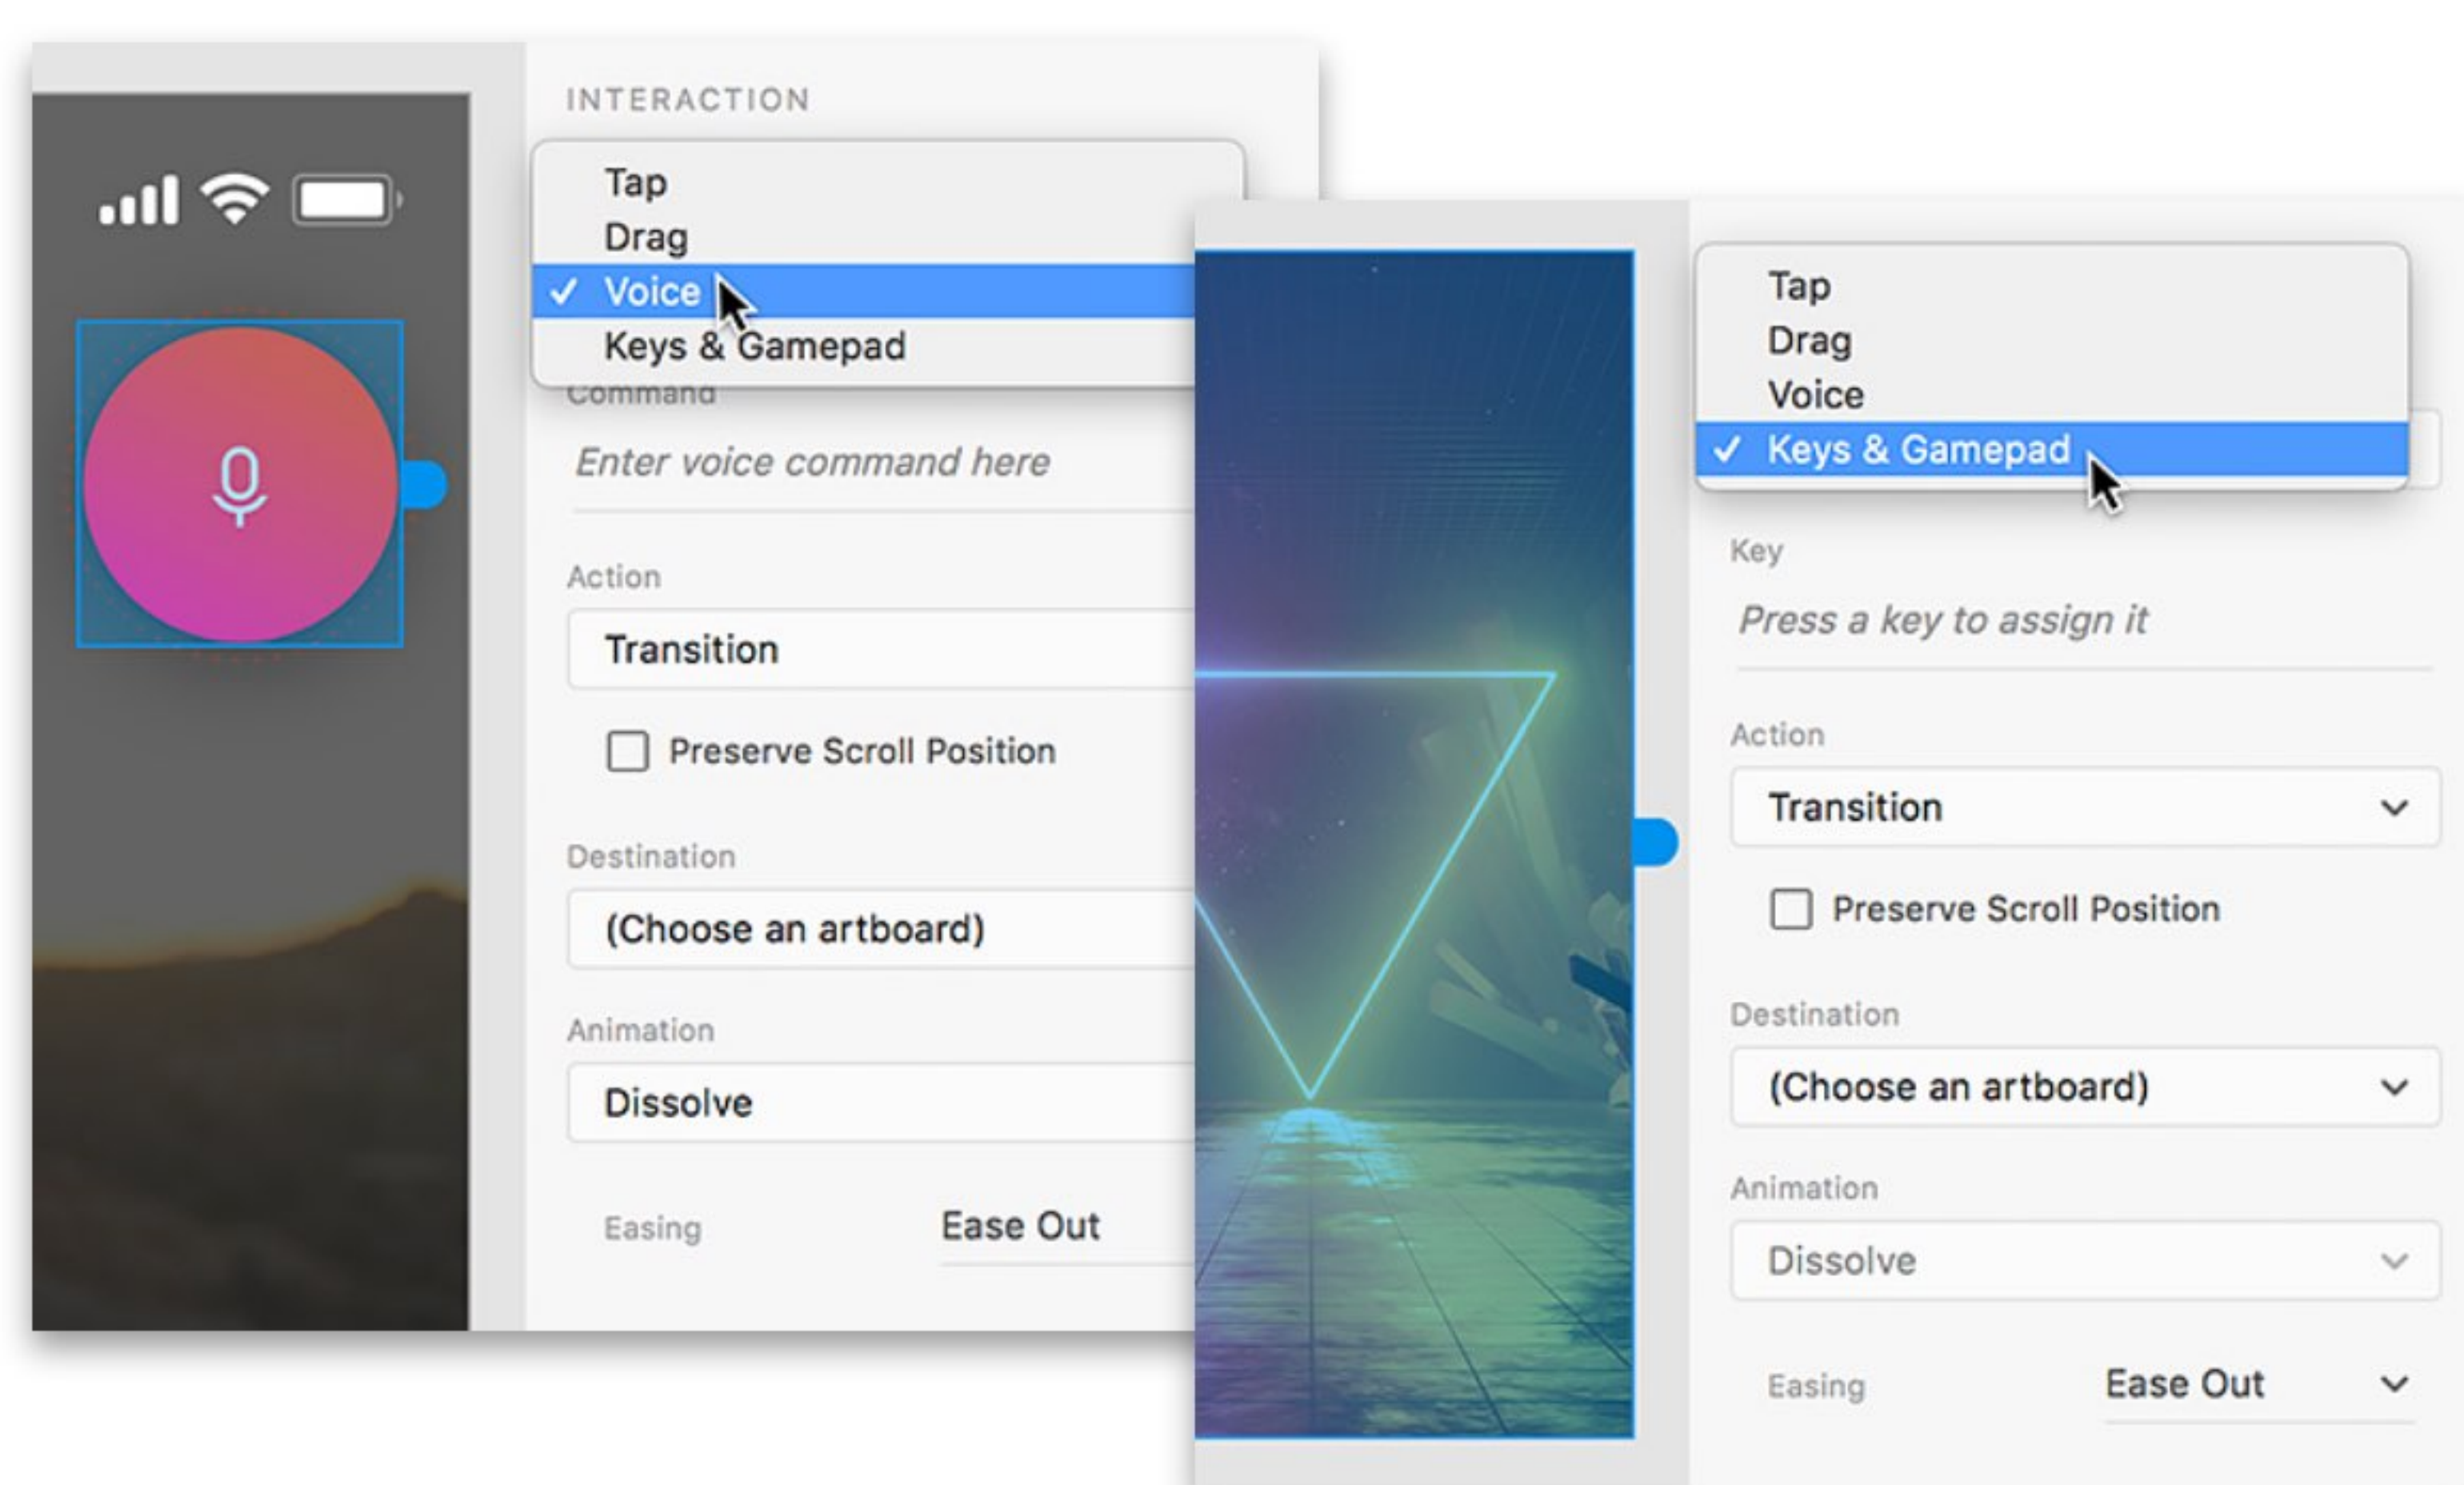 INTERACTION
Tap
Drag
Voice
Keys & Gamepad
Command
Enter voice command here
Action
Transition
Preserve Scroll Position
Destination
(Choose an artboard)
Animation
Dissolve
Easing Ease Out
Tap
Drag
Voice
Keys & Gamepad
Key
Press a key to assign it
Action
Transition
Preserve Scroll Position
Destination
(Choose an artboard)
Animation
Dissolve
Easing Ease Out